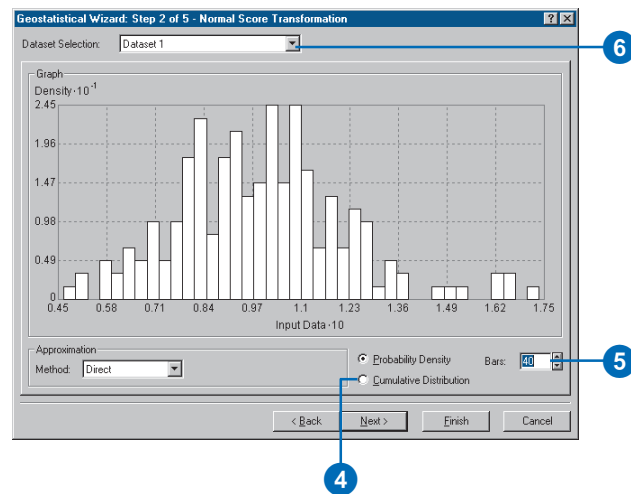 Geostatistical Wizard: Step 2 of 5 - Normal Score Transformation
Dataset Selection: Dataset 1
6
Graph
Density·10⁻¹
2.45
1.96
1.47
0.98
0.49
0
0.45 0.58 0.71 0.84 0.97 1.1 1.23 1.36 1.49 1.62 1.75
Input Data·10
Approximation
Method: Direct
Probability Density
Bars: 40
5
Cumulative Distribution
< Back Next > Finish Cancel
4